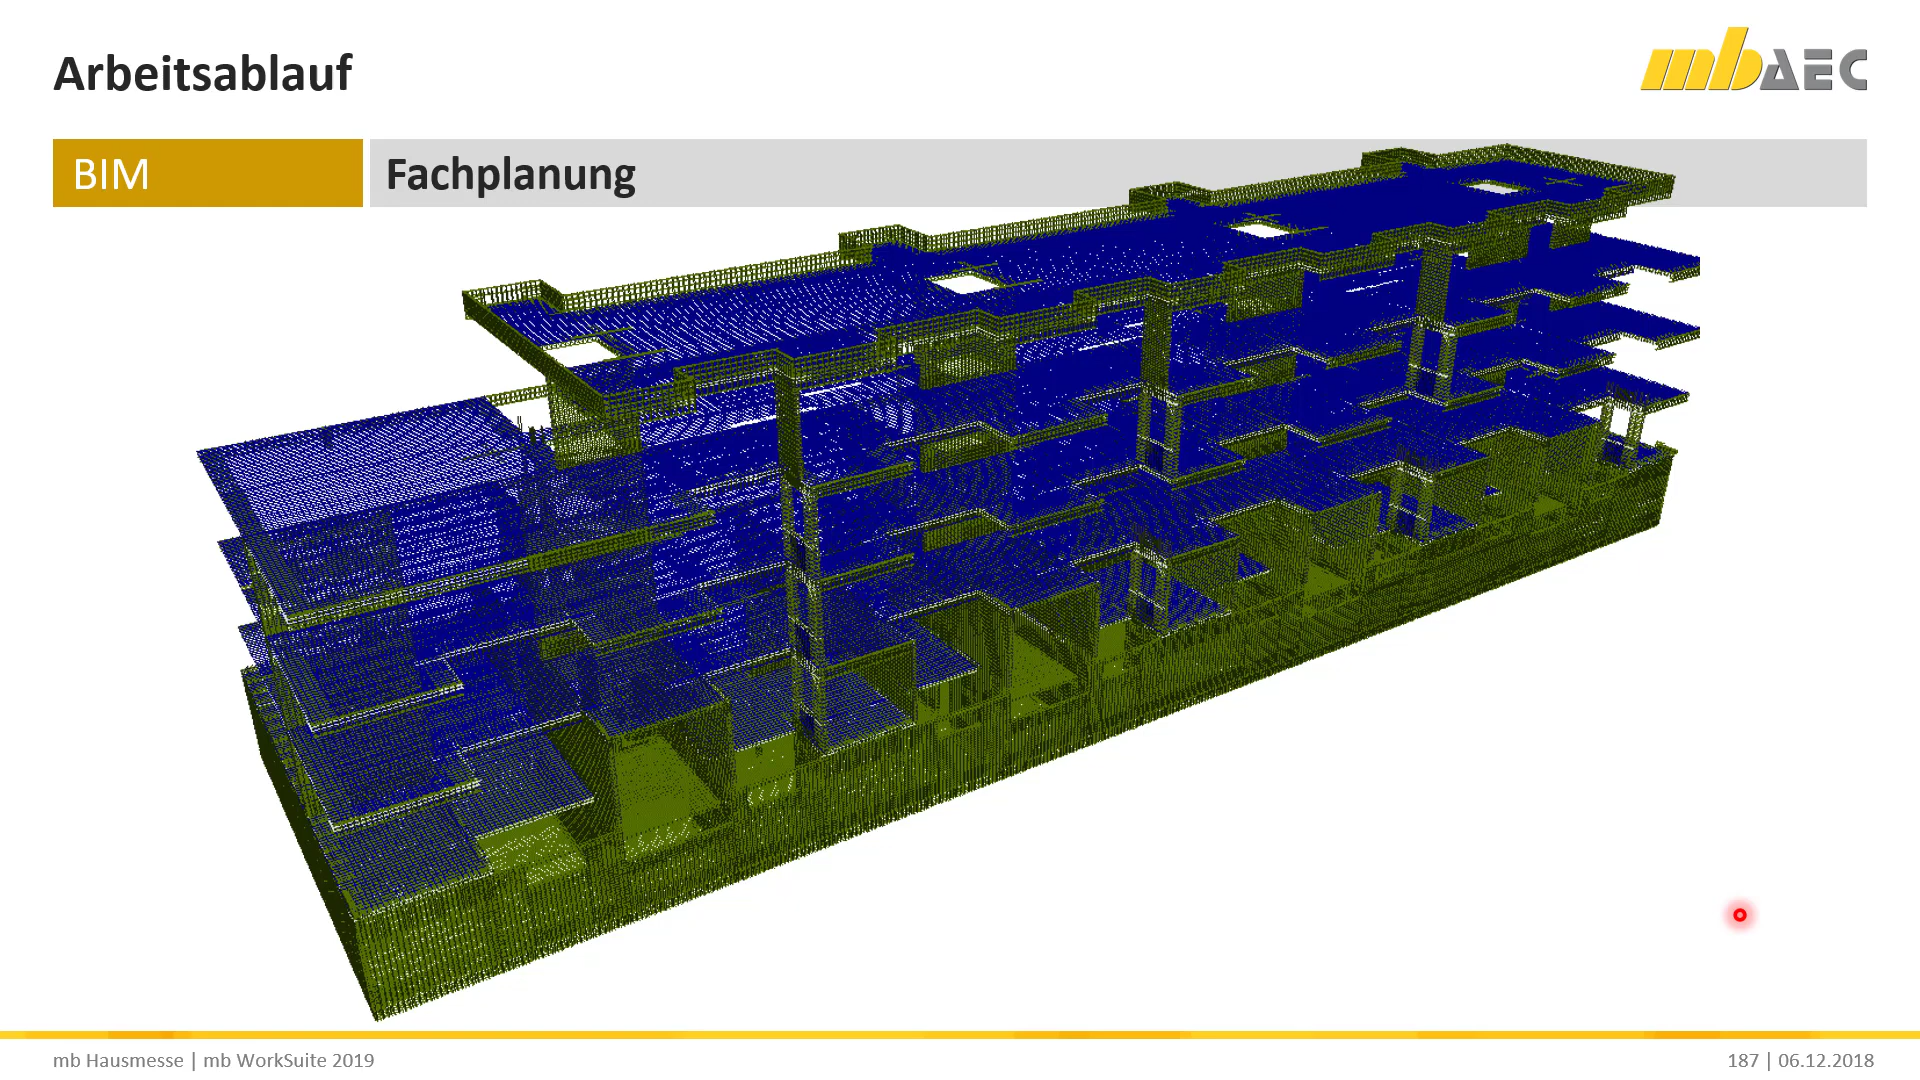 Arbeitsablauf
mbAEC
BIM
Fachplanung
mb Hausmesse | mb WorkSuite 2019
187 | 06.12.2018